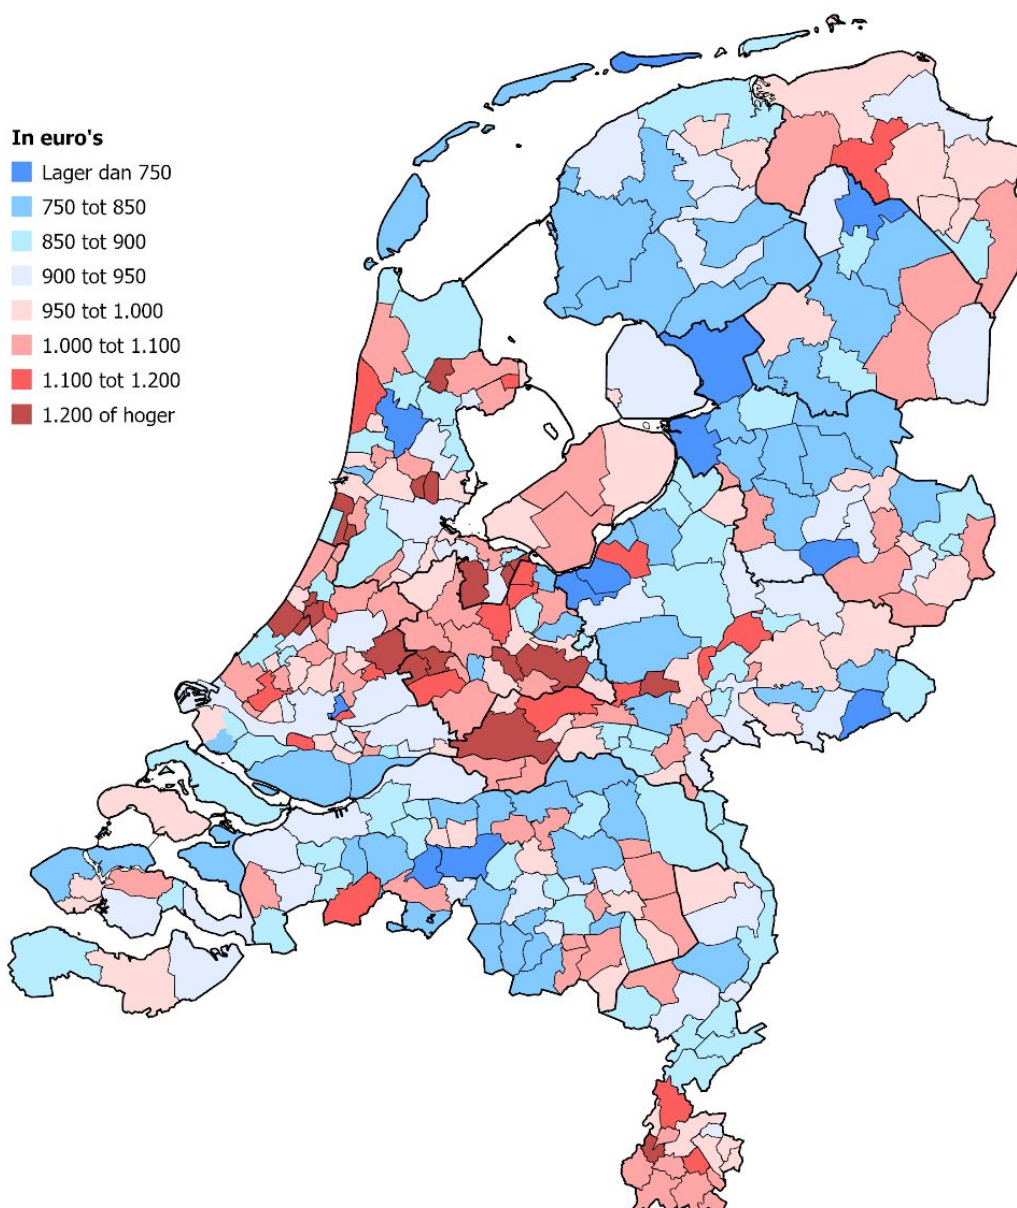 In euro's
Lager dan 750
750 tot 850
850 tot 900
900 tot 950
950 tot 1.000
1.000 tot 1.100
1.100 tot 1.200
1.200 of hoger